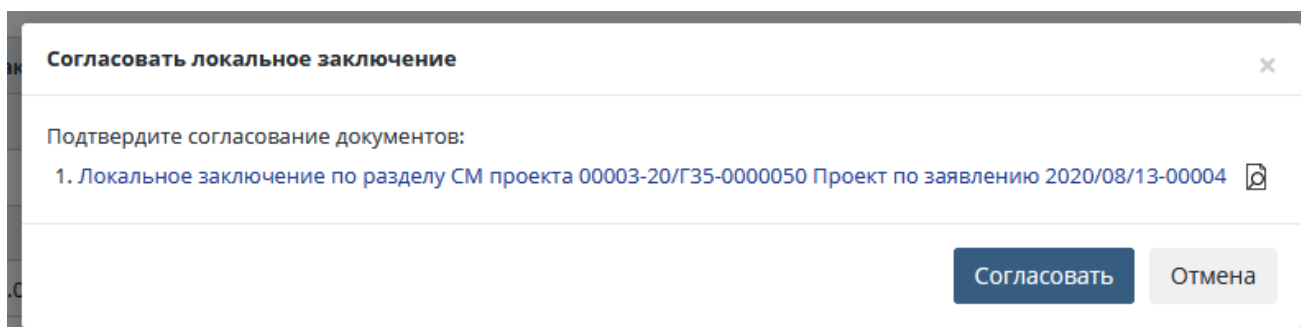 Согласовать локальное заключение
×
Подтвердите согласование документов:
1. Локальное заключение по разделу СМ проекта 00003-20/Г35-0000050 Проект по заявлению 2020/08/13-00004
Согласовать Отмена